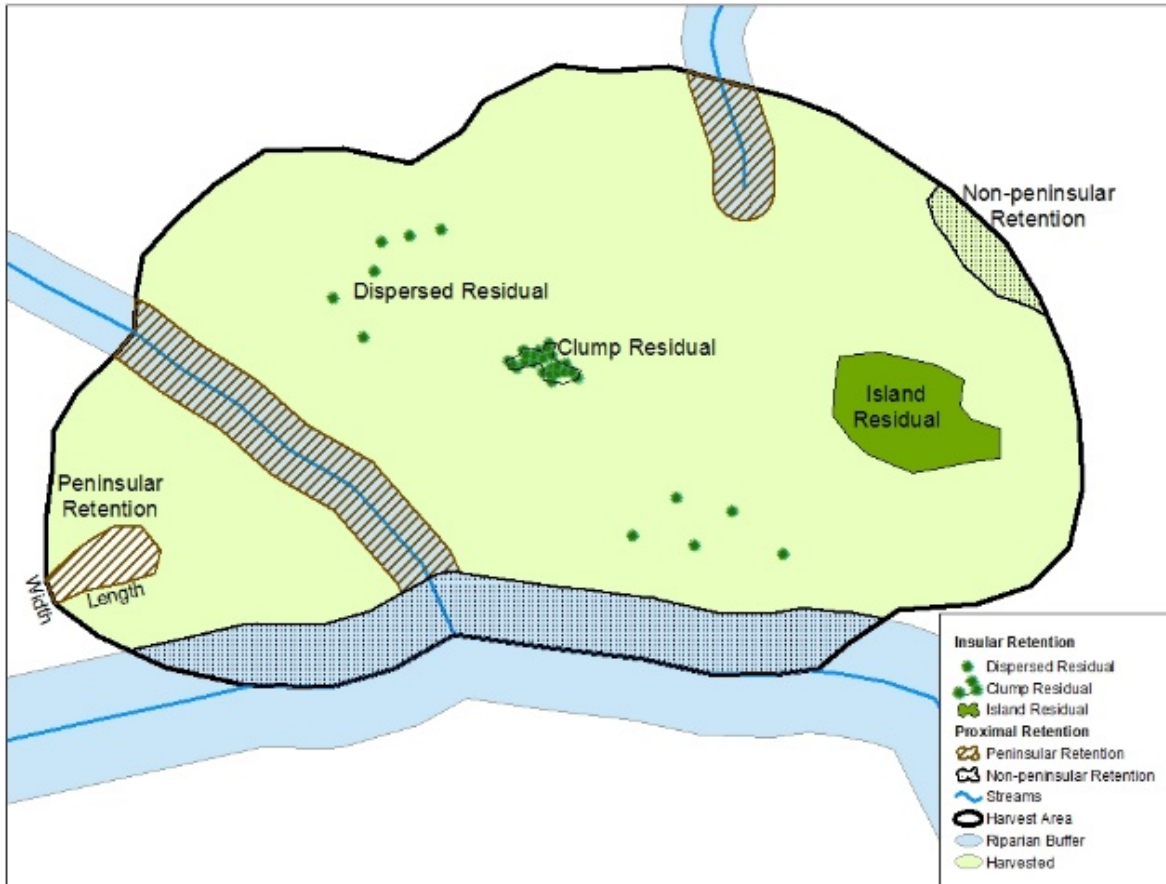 Non-peninsular
Retention
Dispersed Residual
Clump Residual
Island
Residual
Peninsular
Retention
Width
Length
Insular Retention
Dispersed Residual
Clump Residual
Island Residual
Proximal Retention
Peninsular Retention
Non-peninsular Retention
Streams
Harvest Area
Riparian Buffer
Harvested